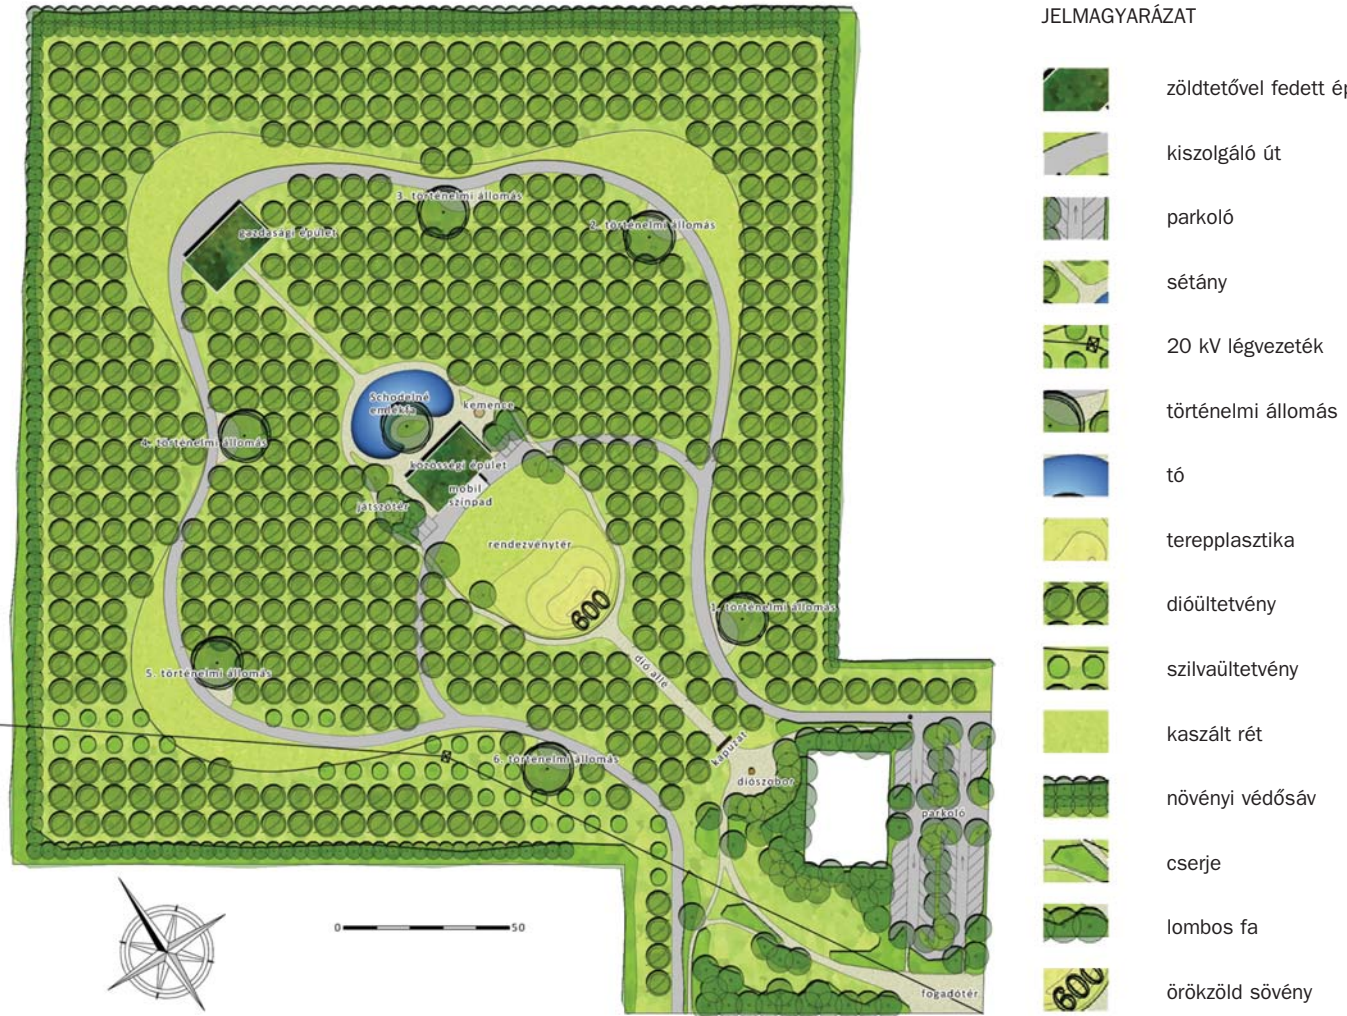 JELMAGYARÁZAT
zöldtetővel fedett
kiszolgáló út
parkoló
sétány
20 kV légvezeték
történelmi állomás
tó
terepplasztika
dióültetvény
szilvaültetvény
kaszált rét
növényi védősáv
cserje
lombos fa
600
örökzöld sövény
3. történelmi állomás
2. történelmi állomás
gazdasági épület
Schodelné
emlékfa
kemence
4. történelmi állomás
közösségi épület
mobil
színpad
játszótér
rendezvénytér
600
1. történelmi állomás
dió allé
5. történelmi állomás
kapuzat
6. történelmi állomás
diószobor
parkoló
fogadótér
0 50